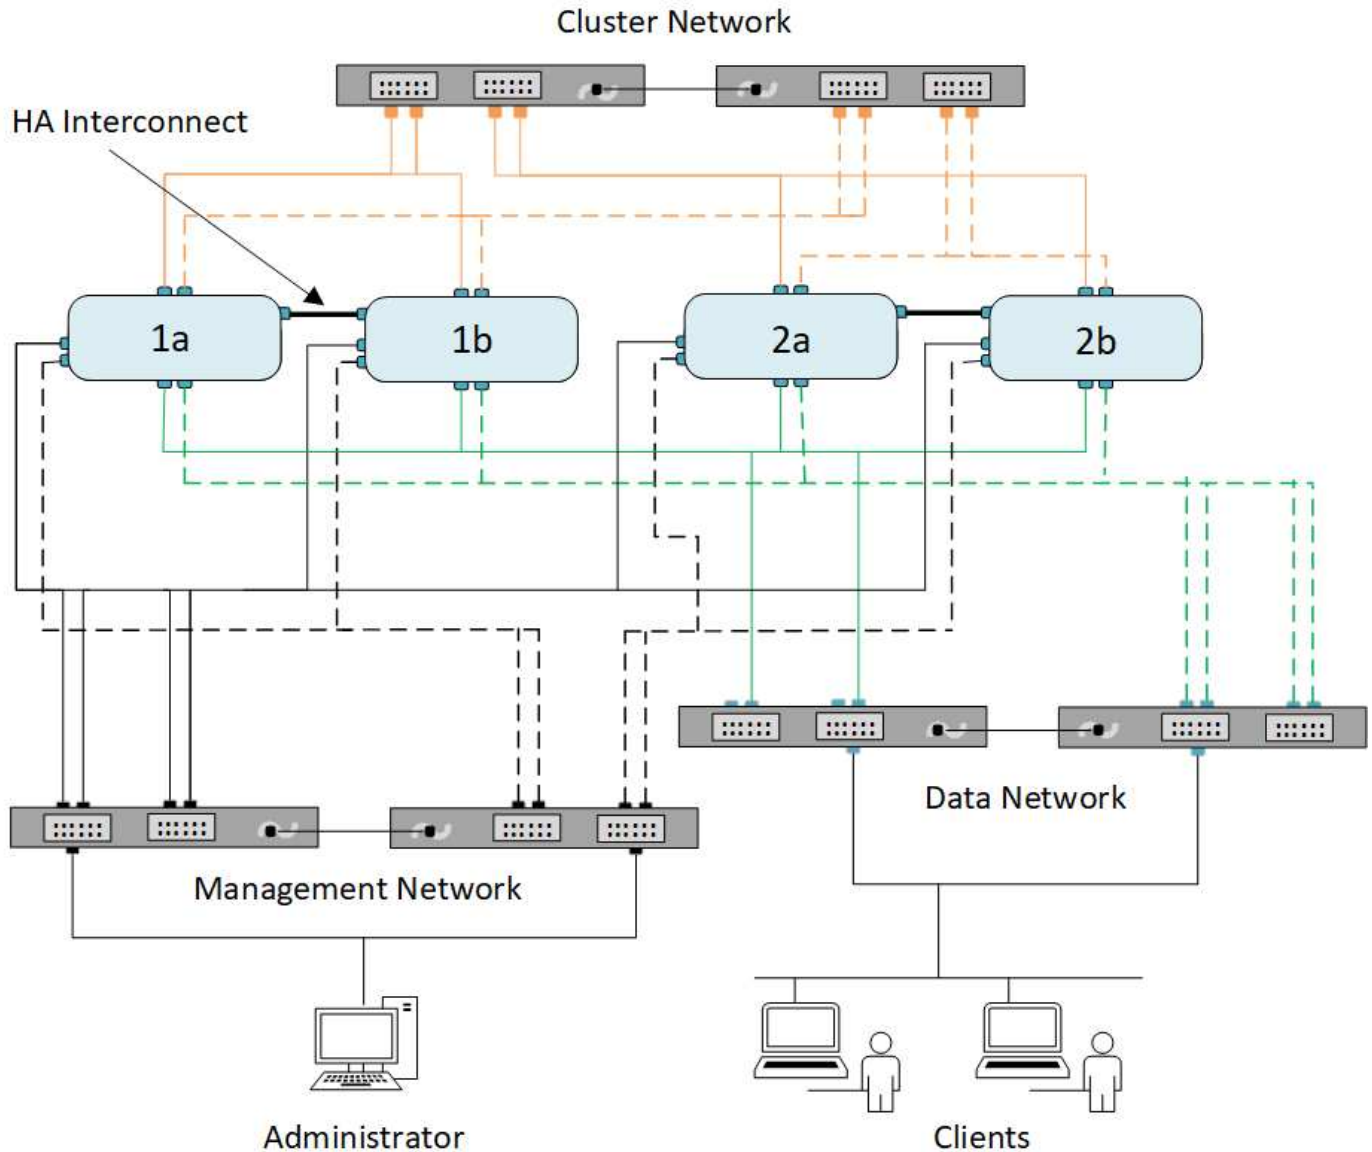 Cluster Network
HA Interconnect
1a
1b
2a
2b
Data Network
Management Network
Administrator
Clients